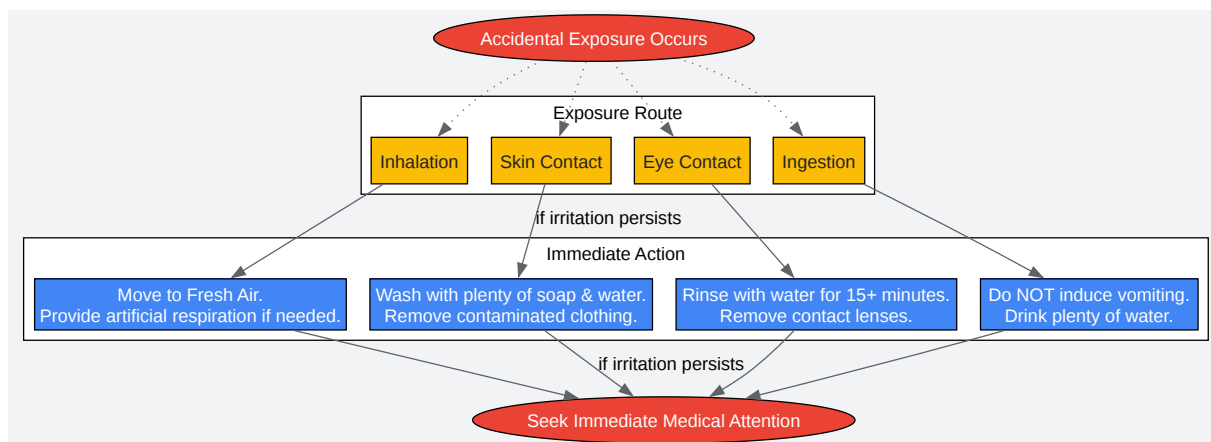 Accidental Exposure Occurs
Exposure Route
Inhalation
Skin Contact
Eye Contact
Ingestion
if irritation persists
Immediate Action
Move to Fresh Air.
Provide artificial respiration if needed.
Wash with plenty of soap & water.
Remove contaminated clothing.
Rinse with water for 15+ minutes.
Remove contact lenses.
Do NOT induce vomiting.
Drink plenty of water.
if irritation persists
Seek Immediate Medical Attention